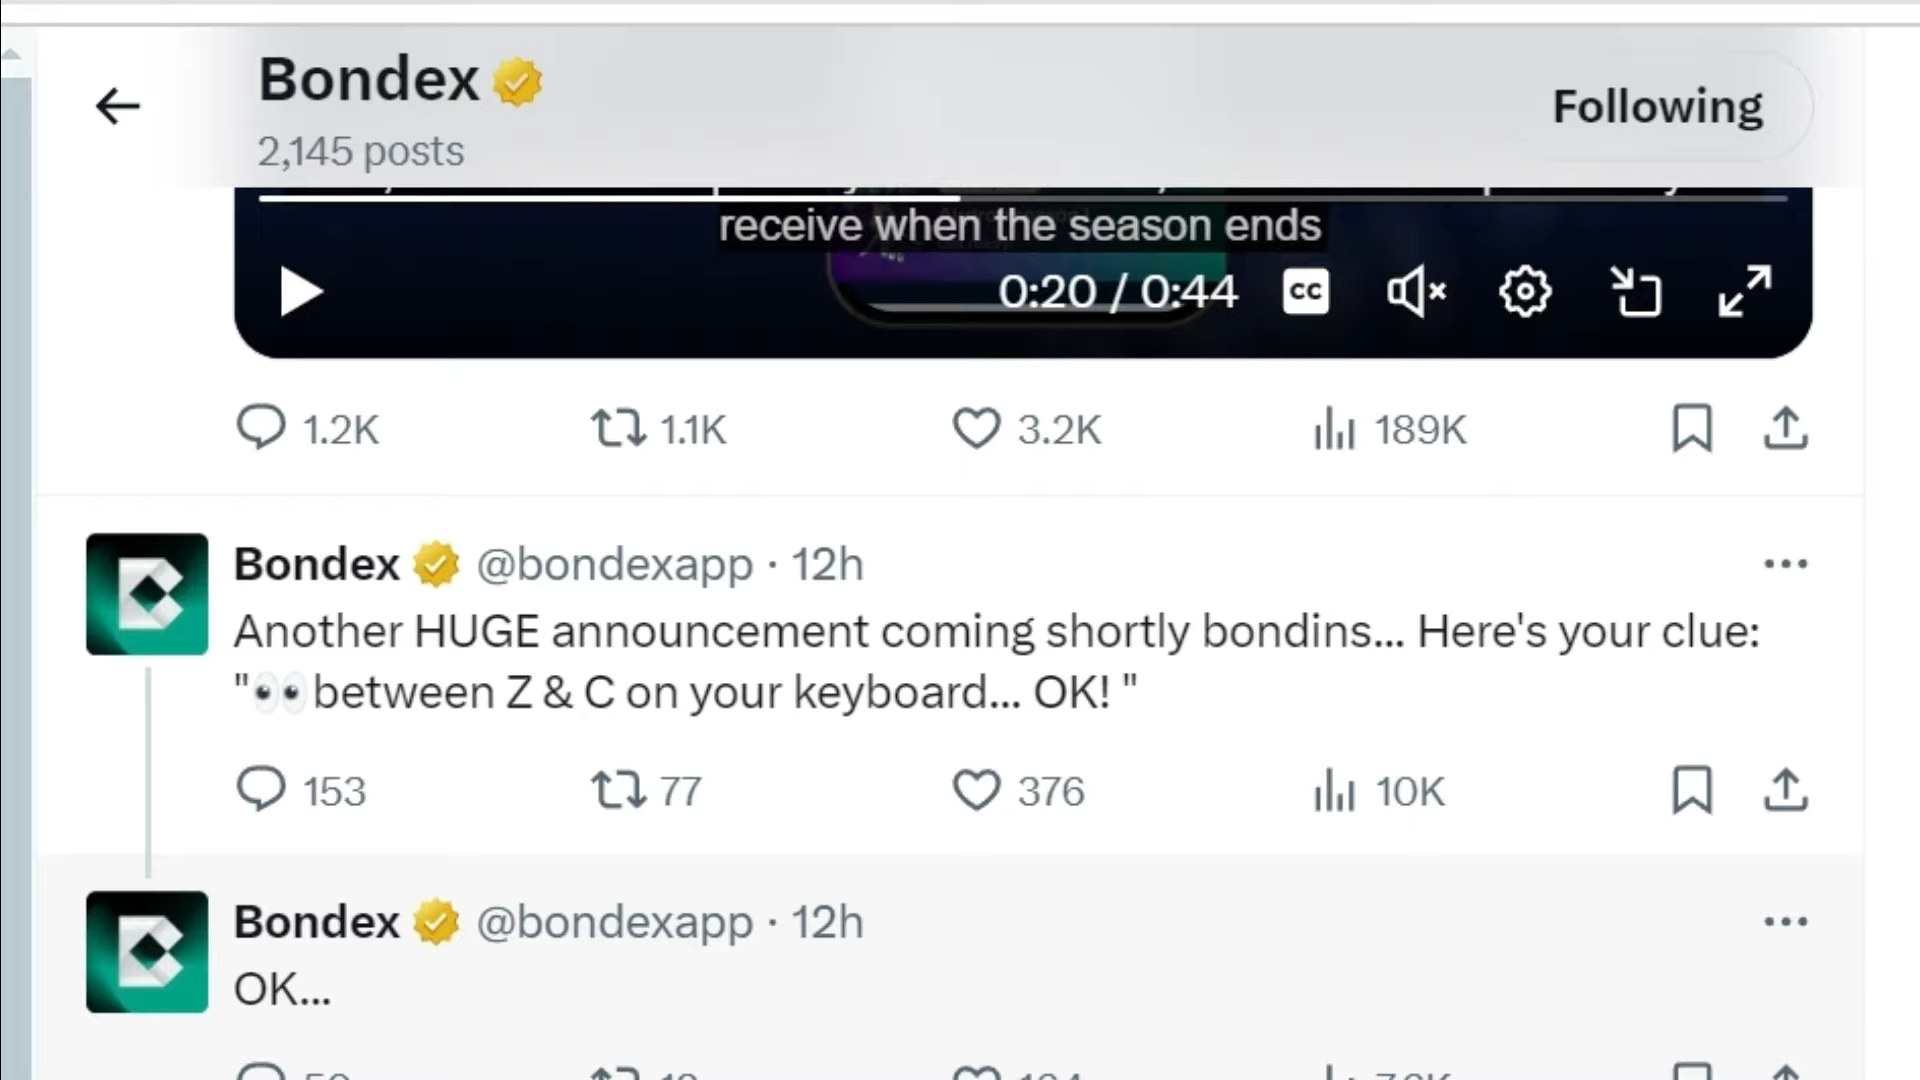 Bondex
Following
2,145 posts
receive when the season ends
0:20 / 0:44
CC
1.2K 1.1K 3.2K 189K
Bondex @bondexapp · 12h
Another HUGE announcement coming shortly bondins... Here's your clue:
"👀 between Z & C on your keyboard... OK! "
153 77 376 10K
Bondex @bondexapp · 12h
OK...